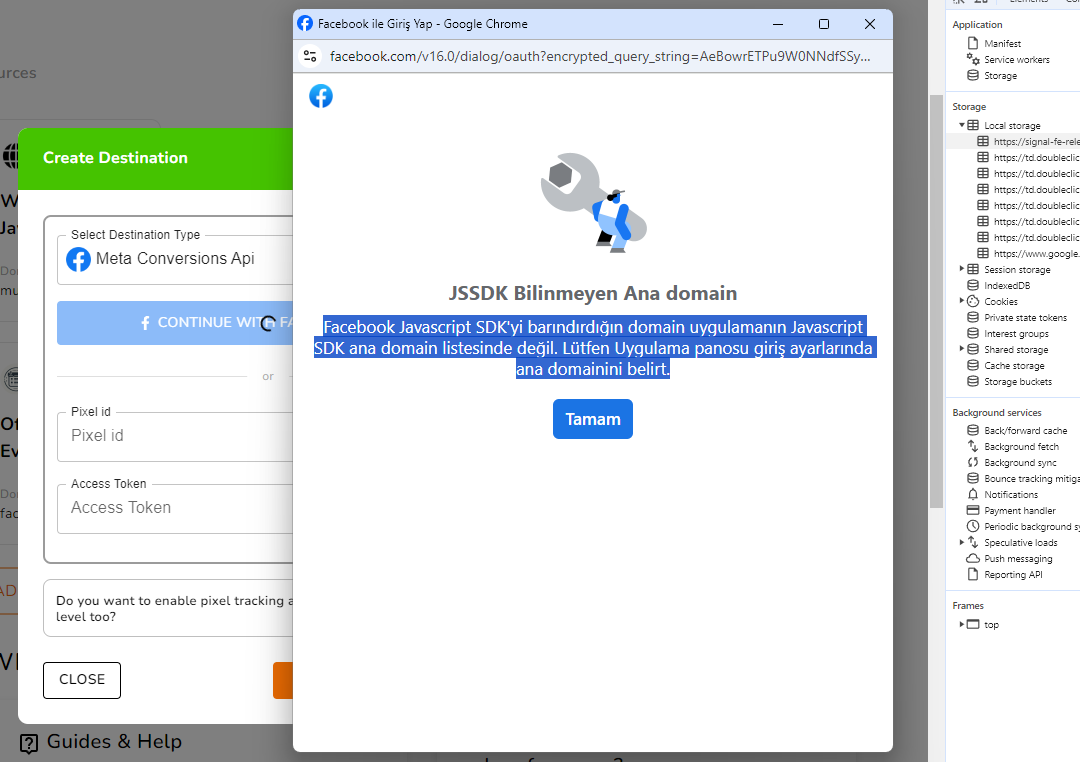 urces
Create Destination
W
Ja
mu
Select Destination Type
Meta Conversions Api
CONTINUE WITH FA
or
Pixel id
Pixel id
Access Token
Access Token
Of
Ev
fac
AD
Do you want to enable pixel tracking a
level too?
CLOSE
Guides & Help
Facebook ile Giriş Yap - Google Chrome
facebook.com/v16.0/dialog/oauth?encrypted_query_string=AeBowrETPu9W0NNdfSSy...
JSSDK Bilinmeyen Ana domain
Facebook Javascript SDK'yi barındırdığın domain uygulamanın Javascript
SDK ana domain listesinde değil. Lütfen Uygulama panosu giriş ayarlarında
ana domainini belirt.
Tamam
Application
Manifest
Service workers
Storage
Storage
Local storage
https://signal-fe-rele
https://td.doubleclic
https://td.doubleclic
https://td.doubleclic
https://td.doubleclic
https://td.doubleclic
https://td.doubleclic
https://www.google.
Session storage
IndexedDB
Cookies
Private state tokens
Interest groups
Shared storage
Cache storage
Storage buckets
Background services
Back/forward cache
Background fetch
Background sync
Bounce tracking mitiga
Notifications
Payment handler
Periodic background sy
Speculative loads
Push messaging
Reporting API
Frames
top